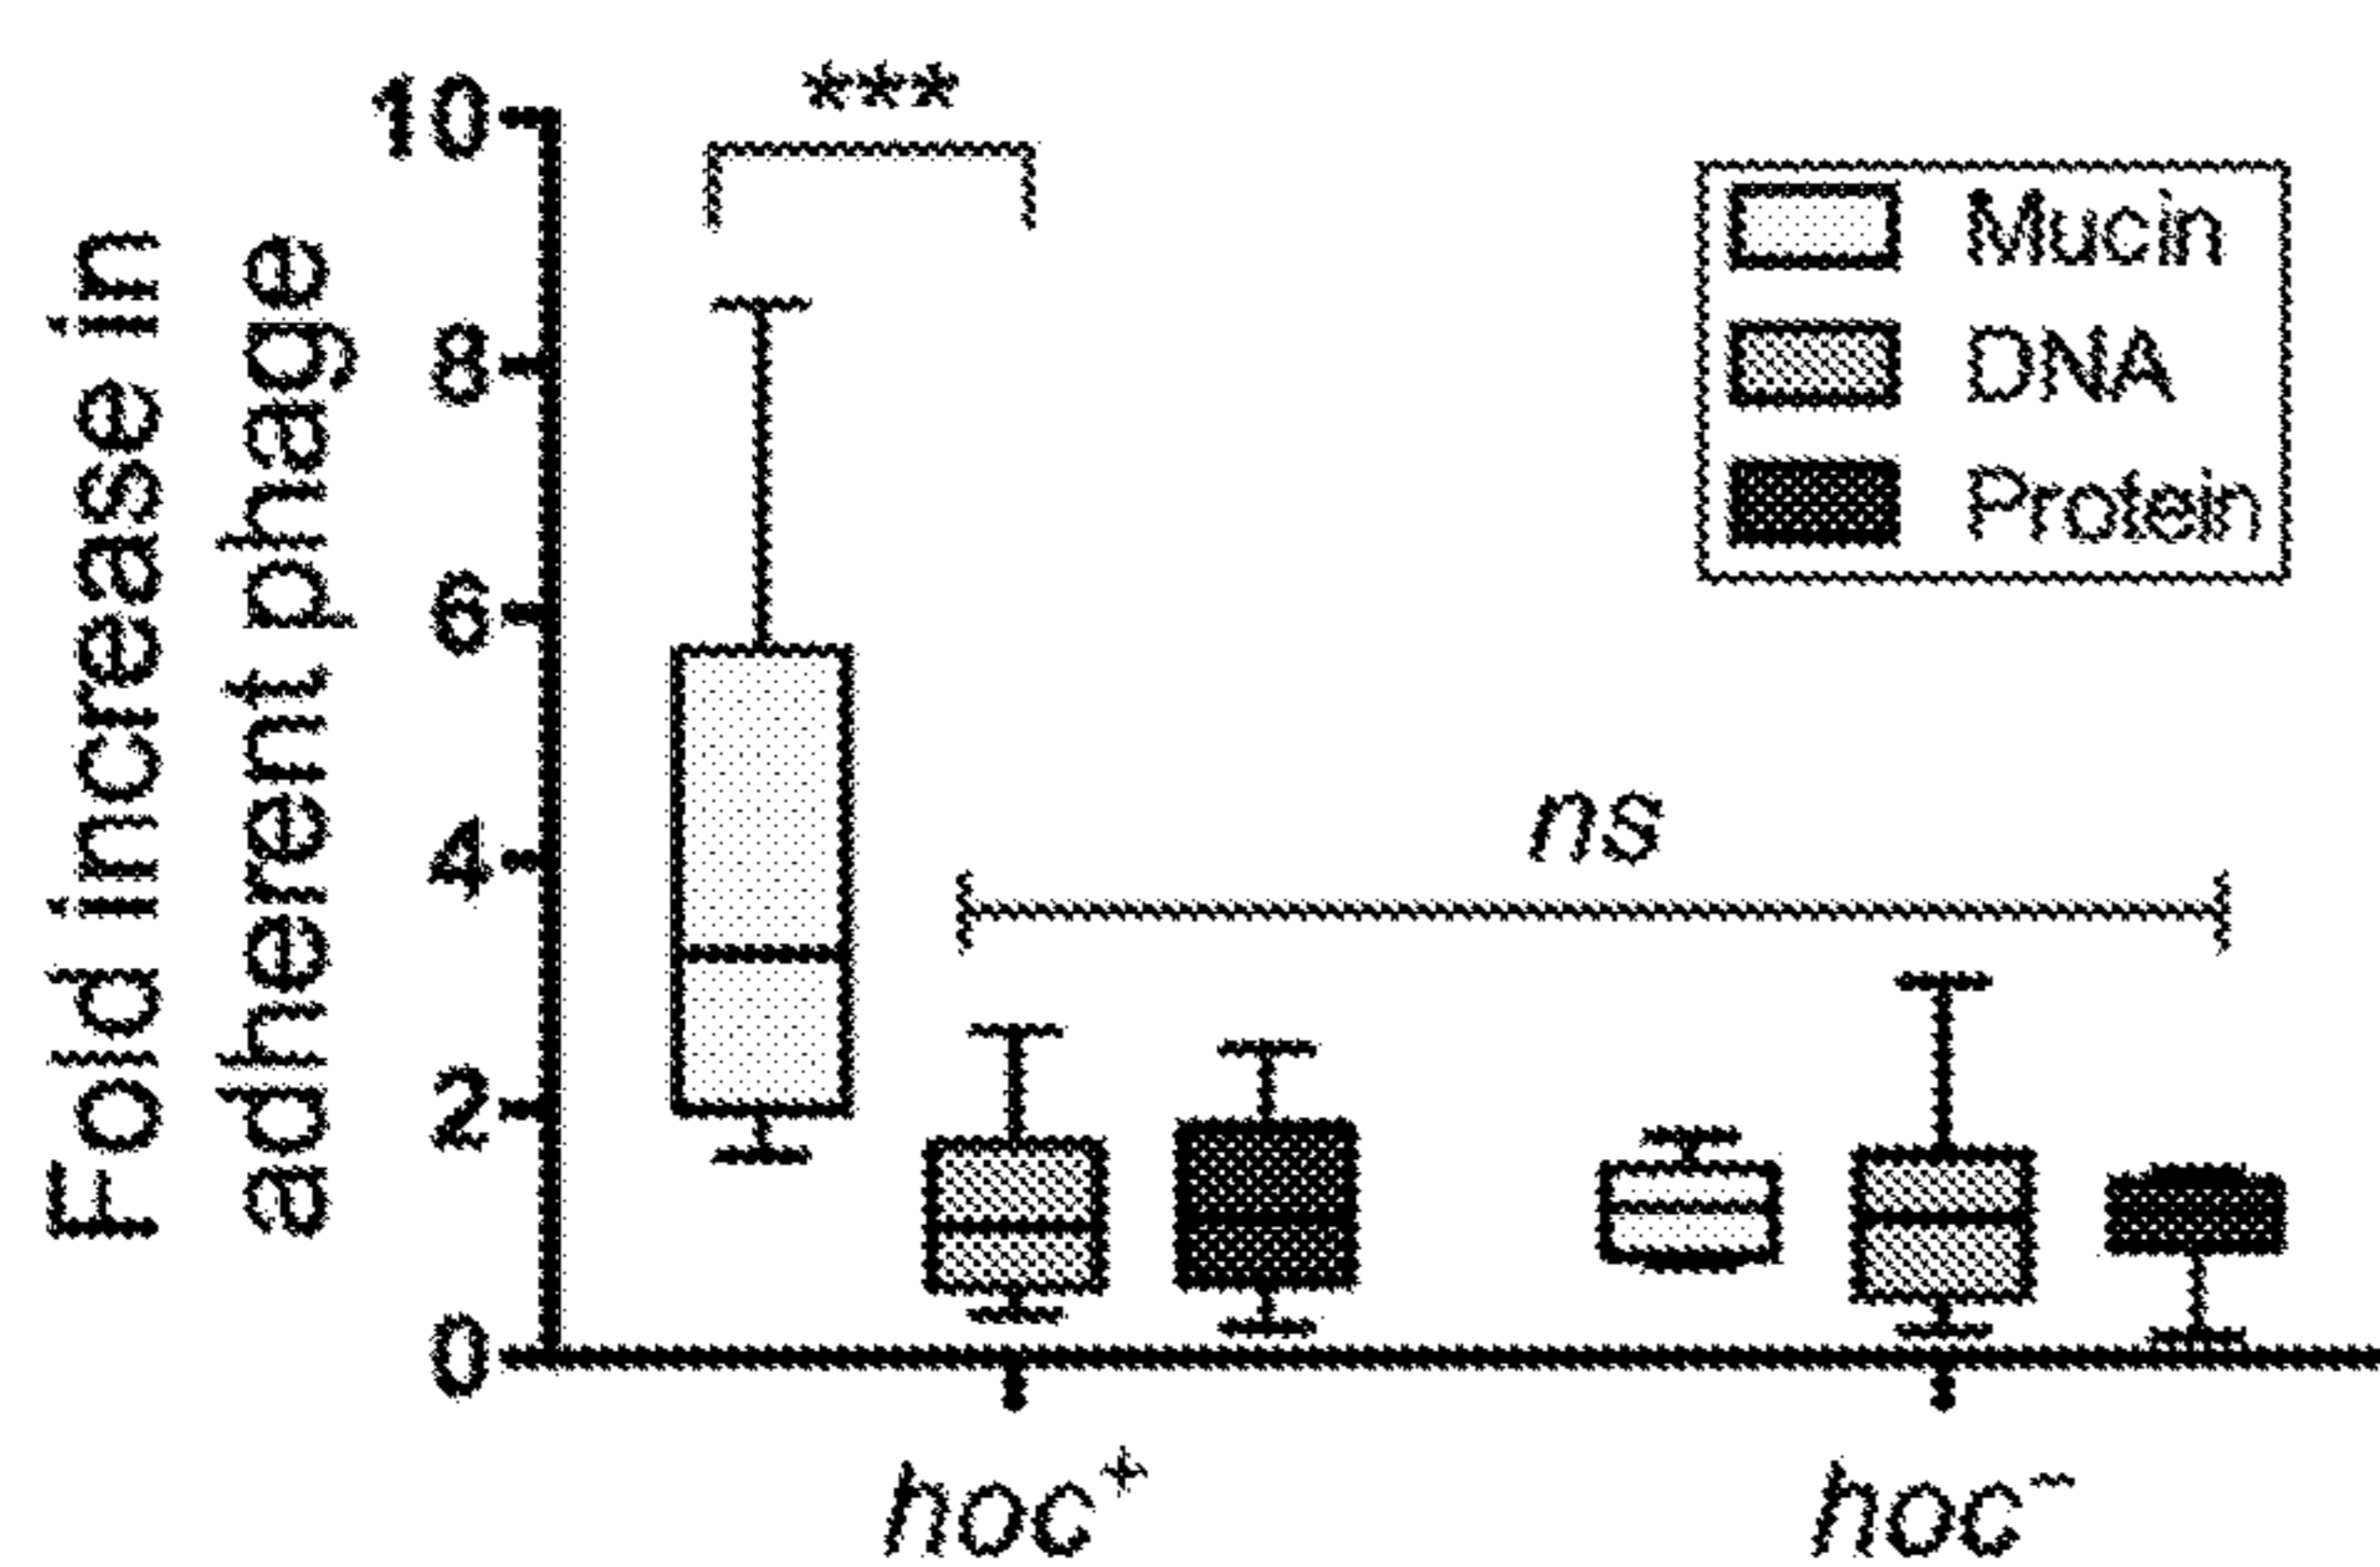 Fold increase in
adherent phage
10
8
6
4
2
0
***
ns
Mucin
DNA
Protein
hoc⁺
hoc⁻